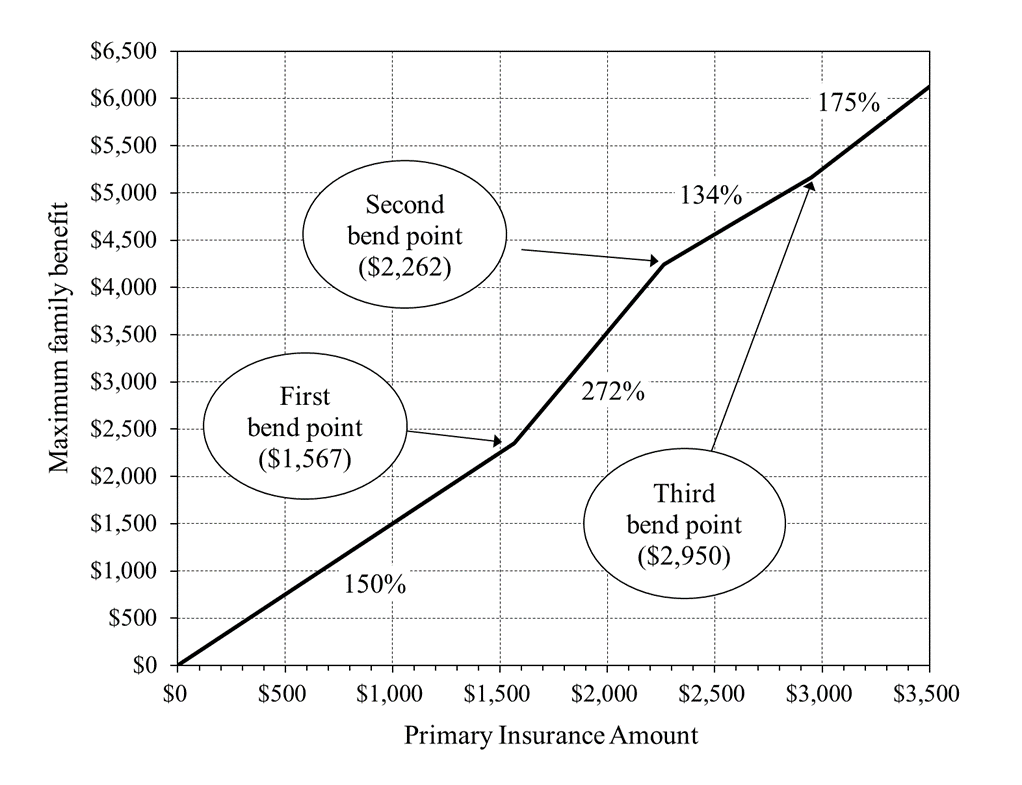 $6,500
$6,000
$5,500
$5,000
$4,500
$4,000
$3,500
$3,000
$2,500
$2,000
$1,500
$1,000
$500
$0
Maximum family benefit
175%
134%
Second
bend point
($2,262)
272%
First
bend point
($1,567)
Third
bend point
($2,950)
150%
$0 $500 $1,000 $1,500 $2,000 $2,500 $3,000 $3,500
Primary Insurance Amount